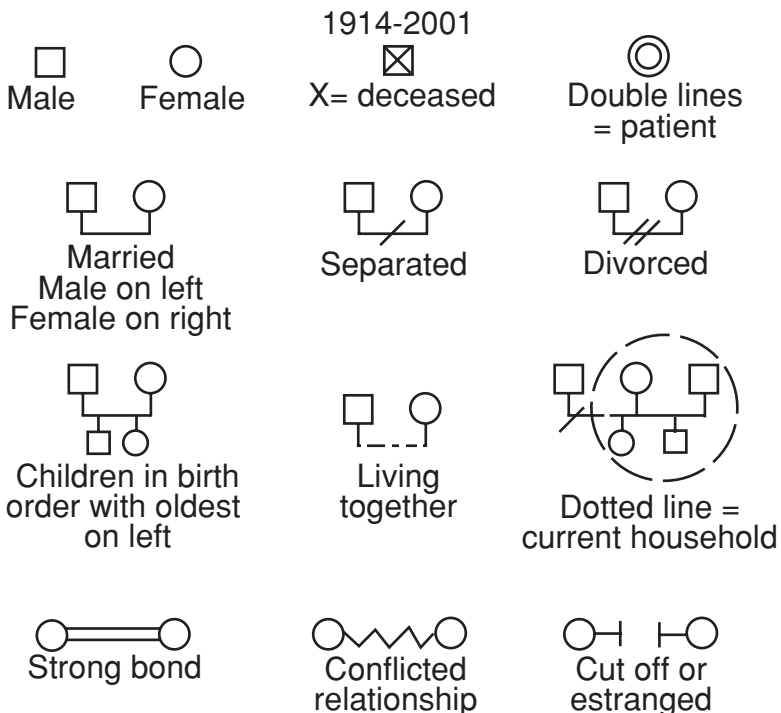 1914-2001
Male
Female
X= deceased
Double lines
= patient
Married
Male on left
Female on right
Separated
Divorced
Children in birth
order with oldest
on left
Living
together
Dotted line =
current household
Strong bond
Conflicted
relationship
Cut off or
estranged